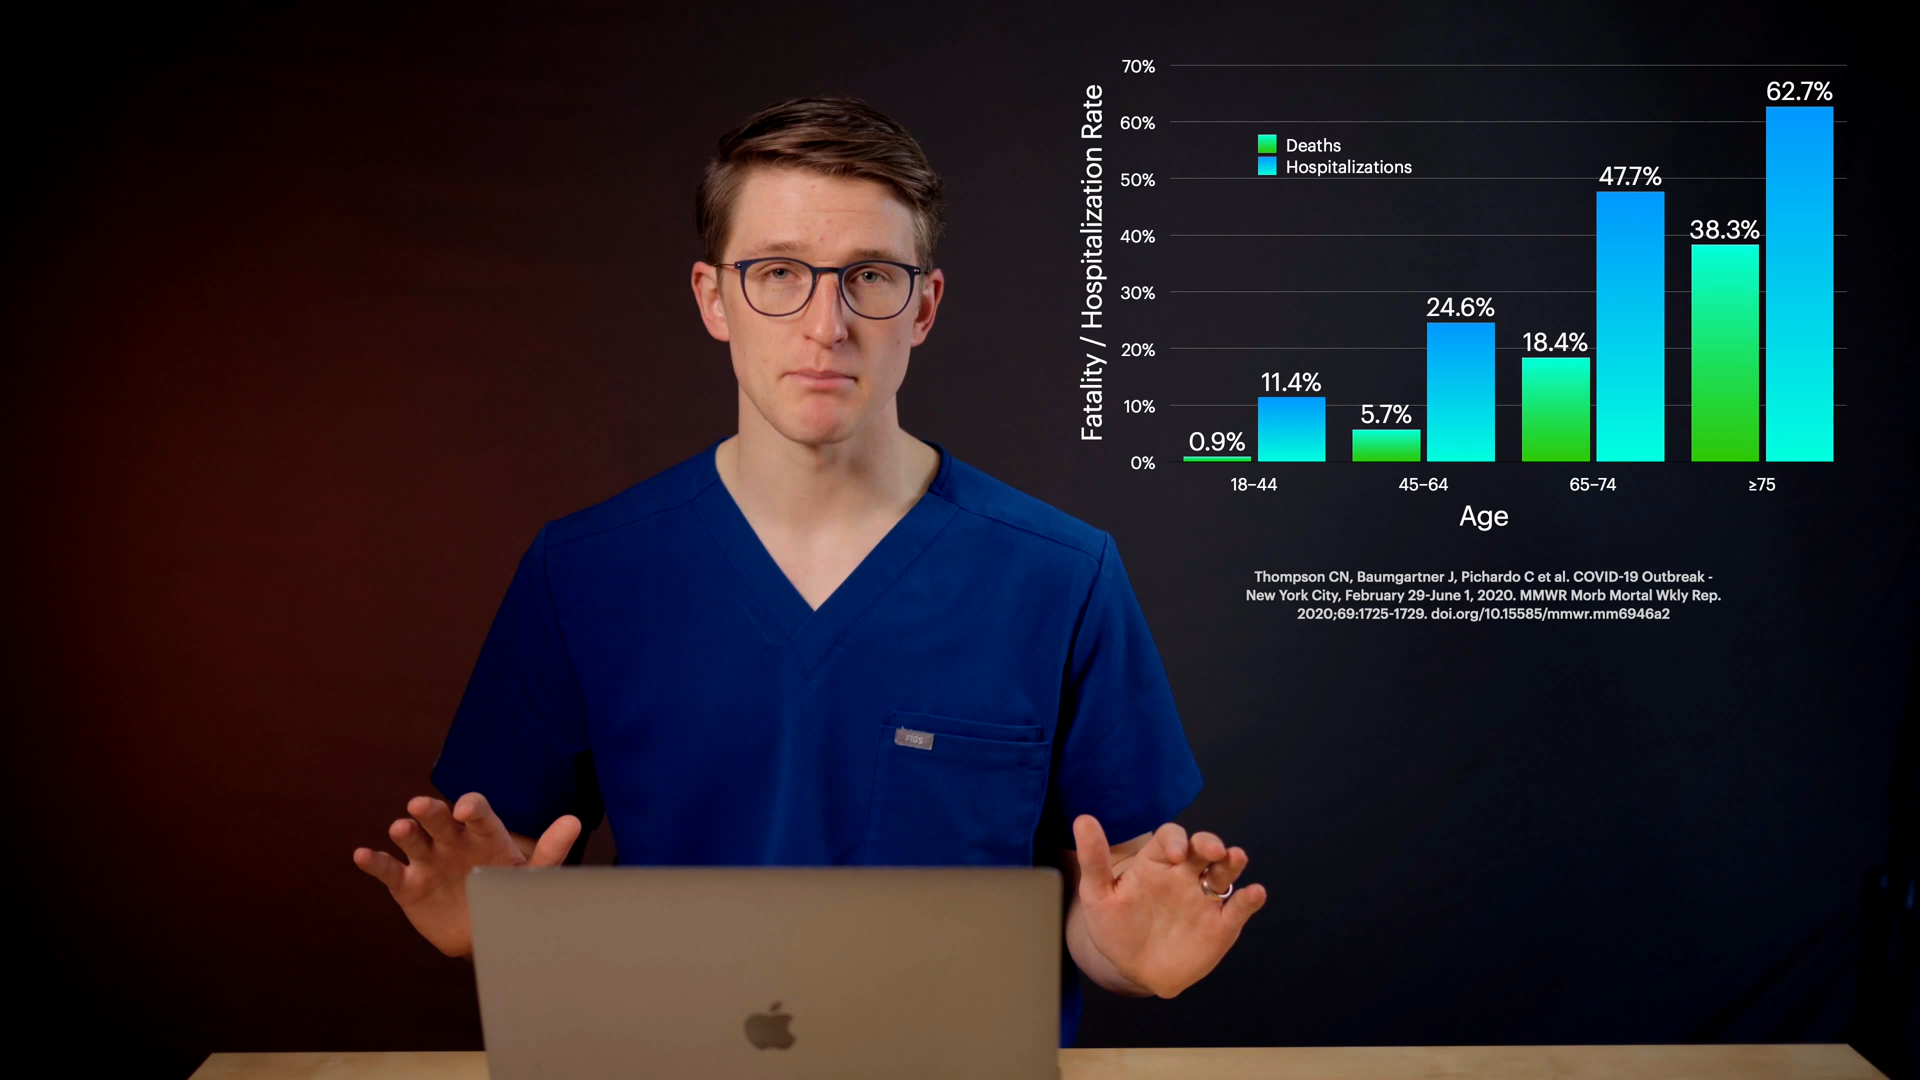 70%
60%
50%
40%
30%
20%
10%
0%
Fatality / Hospitalization Rate
Deaths
Hospitalizations
0.9%
11.4%
5.7%
24.6%
18.4%
47.7%
38.3%
62.7%
18–44
45–64
65–74
≥75
Age
Thompson CN, Baumgartner J, Pichardo C et al. COVID-19 Outbreak -
New York City, February 29-June 1, 2020. MMWR Morb Mortal Wkly Rep.
2020;69:1725-1729. doi.org/10.15585/mmwr.mm6946a2
FIGS